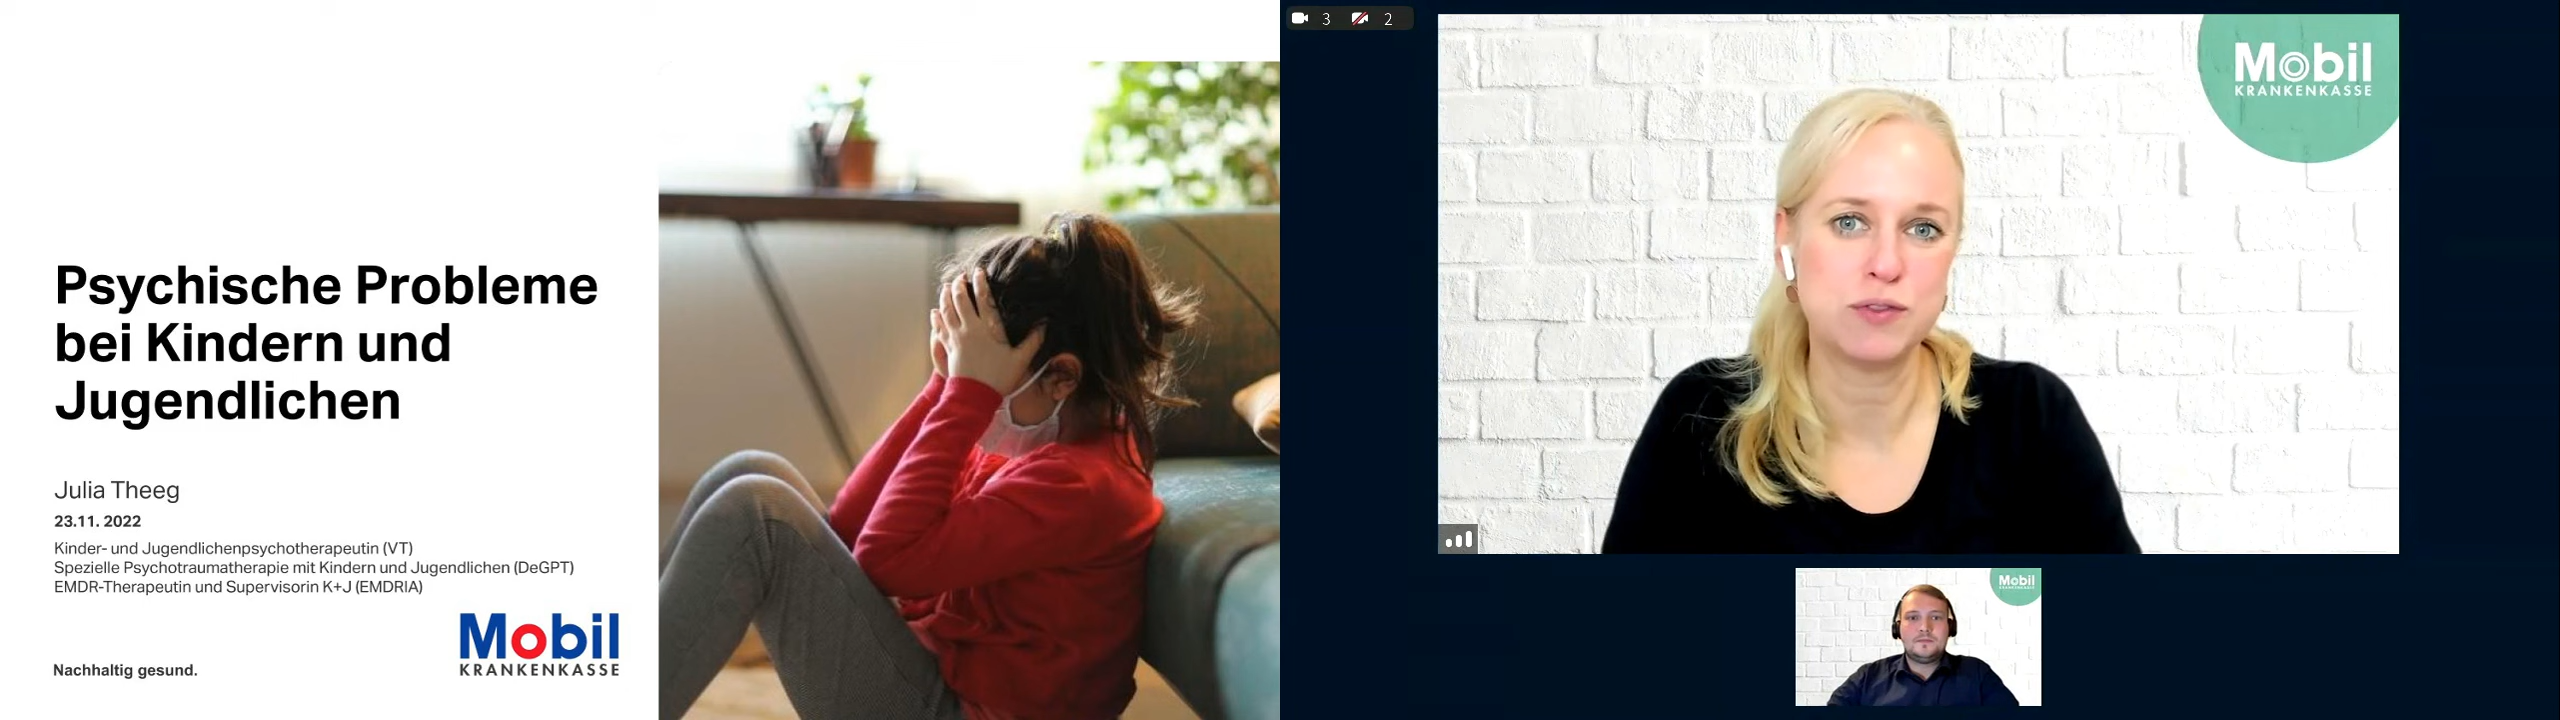 Psychische Probleme
bei Kindern und
Jugendlichen
Julia Theeg
23.11. 2022
Kinder- und Jugendlichenpsychotherapeutin (VT)
Spezielle Psychotraumatherapie mit Kindern und Jugendlichen (DeGPT)
EMDR-Therapeutin und Supervisorin K+J (EMDRIA)
Mobil
KRANKENKASSE
Nachhaltig gesund.
3 2
Mobil
KRANKENKASSE
Mobil
KRANKENKASSE